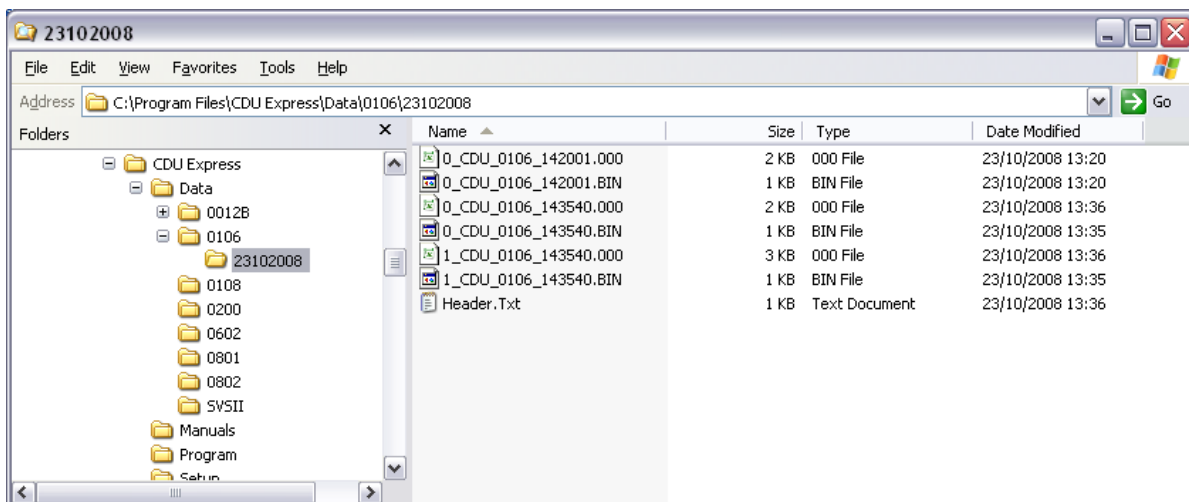 23102008
File Edit View Favorites Tools Help
Address C:\Program Files\CDU Express\Data\0106\23102008 Go
Folders
CDU Express
Data
0012B
0106
23102008
0108
0200
0602
0801
0802
SVSII
Manuals
Program
Setup
Name Size Type Date Modified
0_CDU_0106_142001.000 2 KB 000 File 23/10/2008 13:20
0_CDU_0106_142001.BIN 1 KB BIN File 23/10/2008 13:20
0_CDU_0106_143540.000 2 KB 000 File 23/10/2008 13:36
0_CDU_0106_143540.BIN 1 KB BIN File 23/10/2008 13:35
1_CDU_0106_143540.000 3 KB 000 File 23/10/2008 13:36
1_CDU_0106_143540.BIN 1 KB BIN File 23/10/2008 13:35
Header.Txt 1 KB Text Document 23/10/2008 13:36